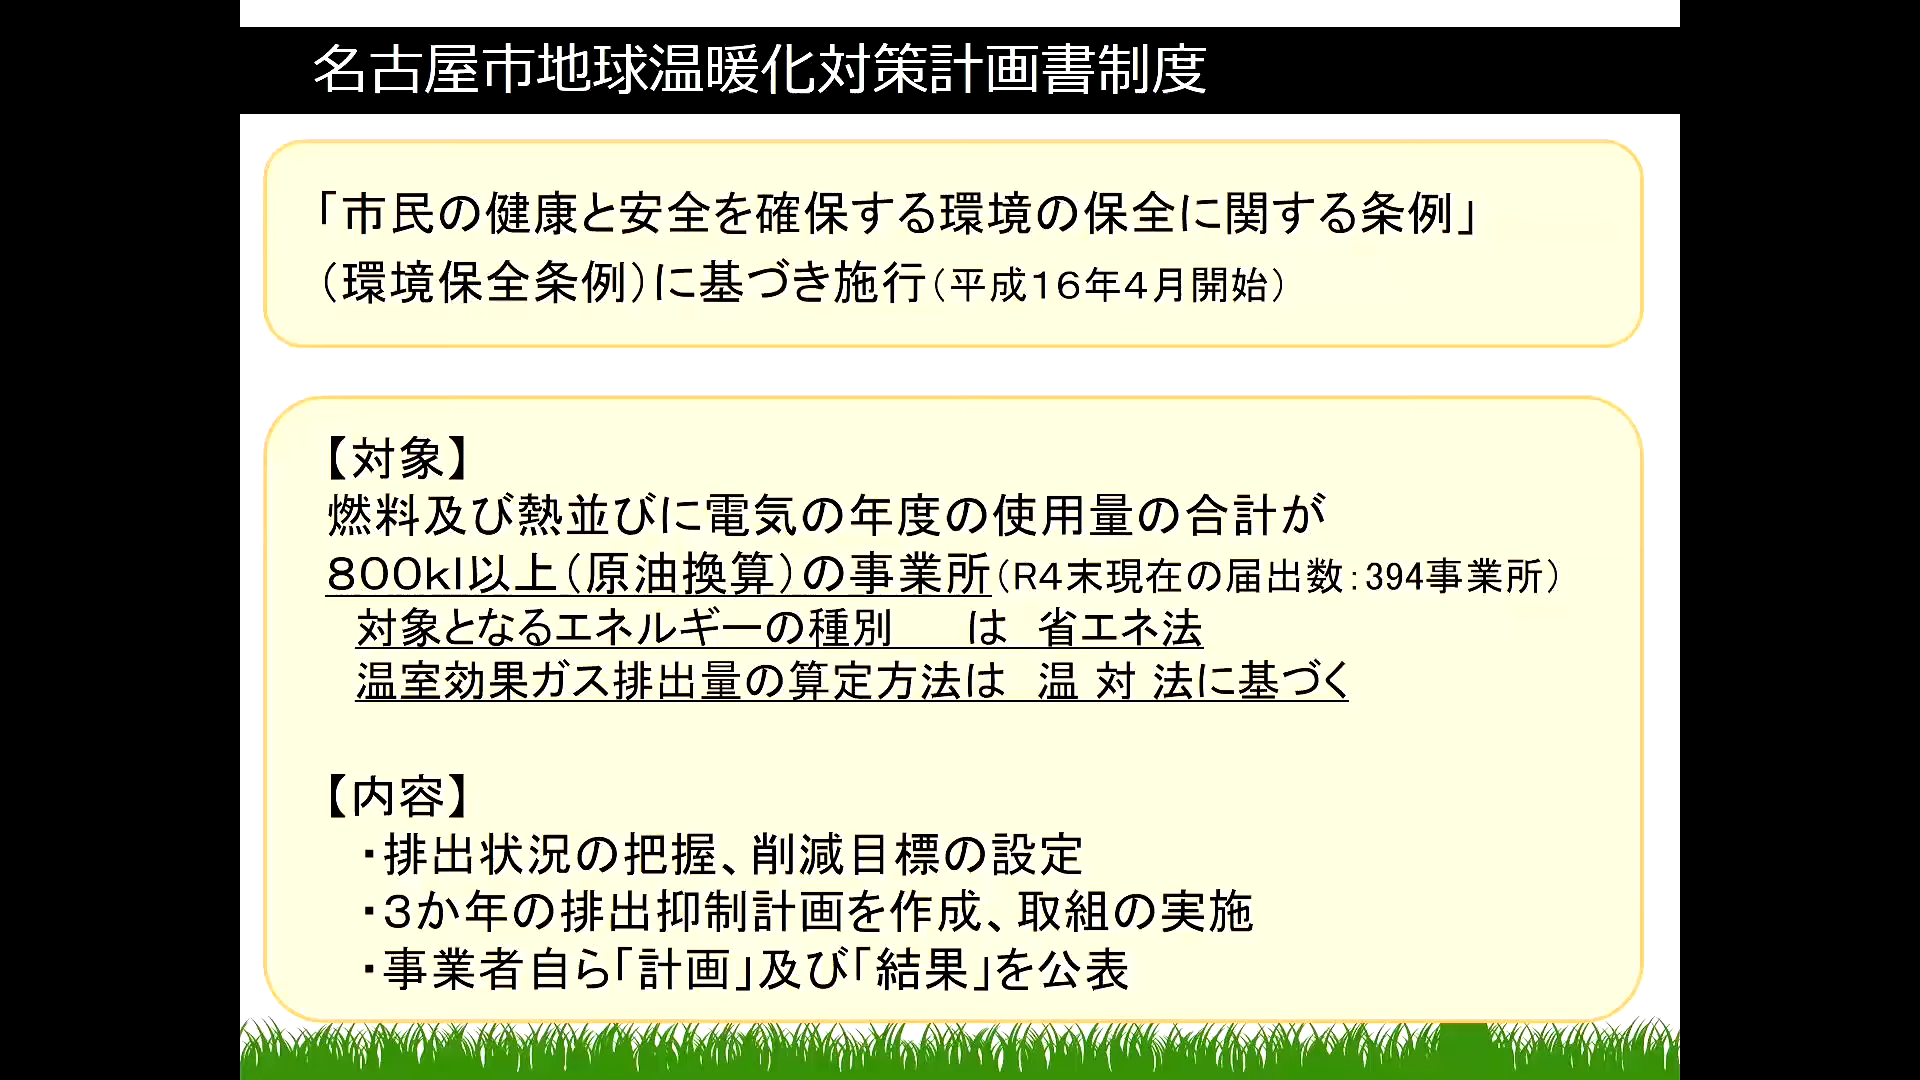 名古屋市地球温暖化対策計画書制度
「市民の健康と安全を確保する環境の保全に関する条例」
（環境保全条例）に基づき施行（平成１６年４月開始）
【対象】
燃料及び熱並びに電気の年度の使用量の合計が
８００ｋｌ以上（原油換算）の事業所（Ｒ４末現在の届出数：394事業所）
対象となるエネルギーの種別　　は　省エネ法
温室効果ガス排出量の算定方法は　温 対 法に基づく
【内容】
・排出状況の把握、削減目標の設定
・３か年の排出抑制計画を作成、取組の実施
・事業者自ら「計画」及び「結果」を公表